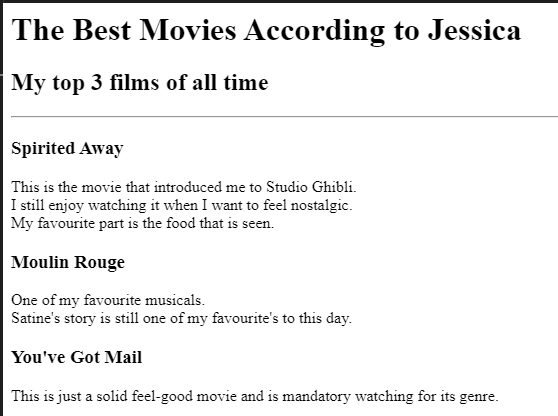 The Best Movies According to Jessica
My top 3 films of all time
Spirited Away
This is the movie that introduced me to Studio Ghibli.
I still enjoy watching it when I want to feel nostalgic.
My favourite part is the food that is seen.
Moulin Rouge
One of my favourite musicals.
Satine's story is still one of my favourite's to this day.
You've Got Mail
This is just a solid feel-good movie and is mandatory watching for its genre.